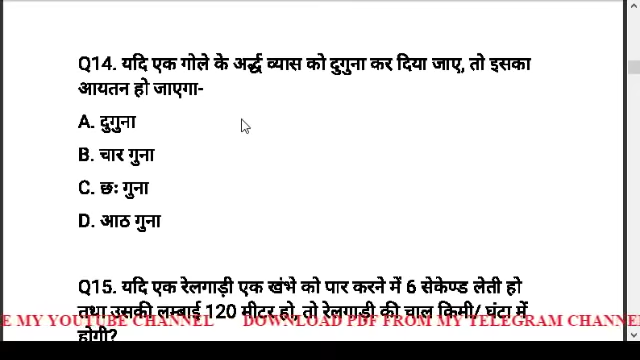 Q14. यदि एक गोले के अर्द्ध व्यास को दुगुना कर दिया जाए, तो इसका
आयतन हो जाएगा-
A. दुगुना
B. चार गुना
C. छः गुना
D. आठ गुना
Q15. यदि एक रेलगाड़ी एक खंभे को पार करने में 6 सेकेण्ड लेती हो
तथा उसकी लम्बाई 120 मीटर हो, तो रेलगाड़ी की चाल किमी/ घंटा में
E MY YOUTUBE CHANNEL DOWNLOAD PDF FROM MY TELEGRAM CHANNE
होगी?